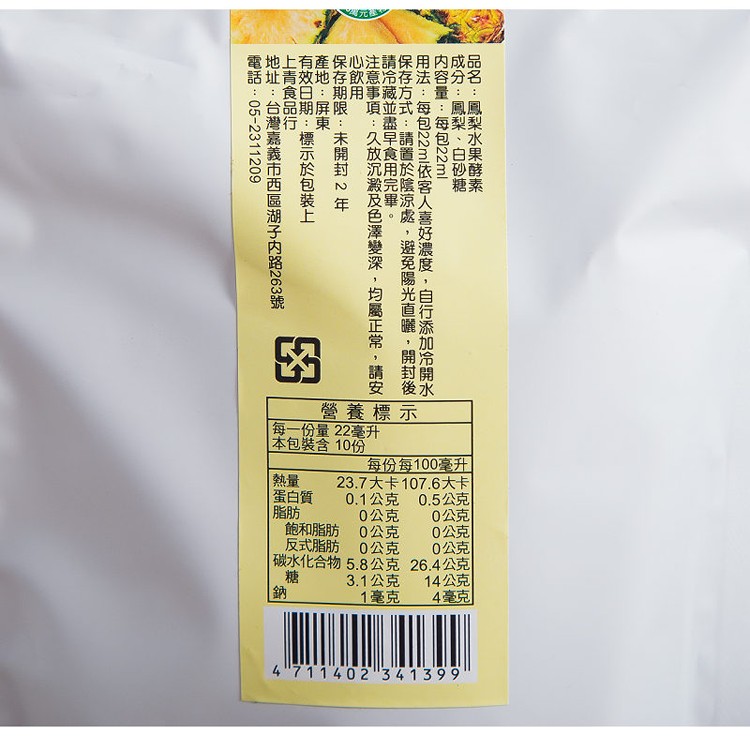 品名：鳳梨水果酵素
成分：鳳梨、白砂糖
內容量：每包22ml
用法：每包22ml依客人喜好濃度，自行添加冷開水
保存方式：請置於陰涼處，避免陽光直曬，開封後
請冷藏並盡早食用完畢。
注意事項：久放沉澱及色澤變深，均屬正常，請安
心飲用
保存期限：未開封2年
產地：屏東
有效日期：標示於包裝上
上青食品行
地址：台灣嘉義市西區湖子内路263號
電話：05-2311209
營養標示
每一份量 22毫升
本包裝含 10份
每份 每100毫升
熱量 23.7大卡 107.6大卡
蛋白質 0.1公克 0.5公克
脂肪 0公克 0公克
飽和脂肪 0公克 0公克
反式脂肪 0公克 0公克
碳水化合物 5.8公克 26.4公克
糖 3.1公克 14公克
鈉 1毫克 4毫克
4 711402 341399